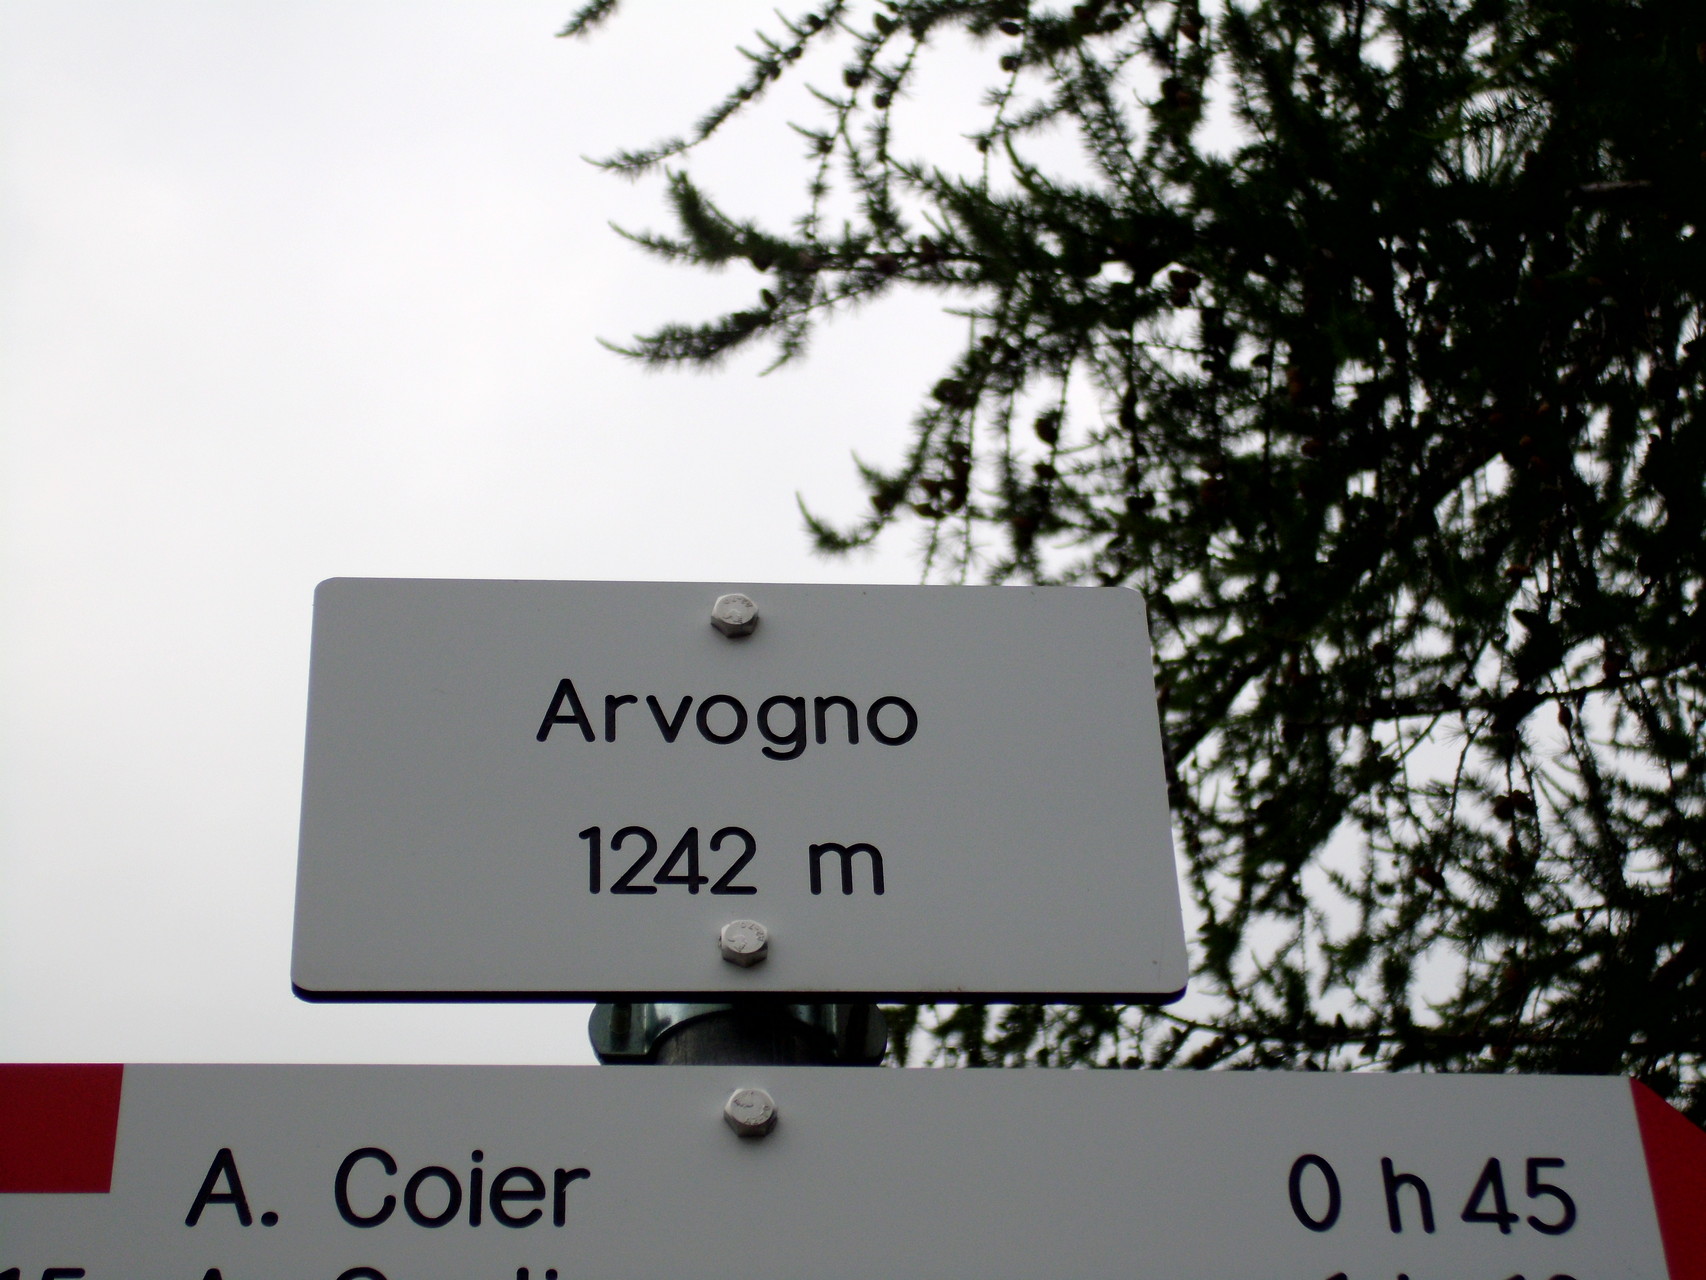 Arvogno
1242 m
A. Coier 0 h 45